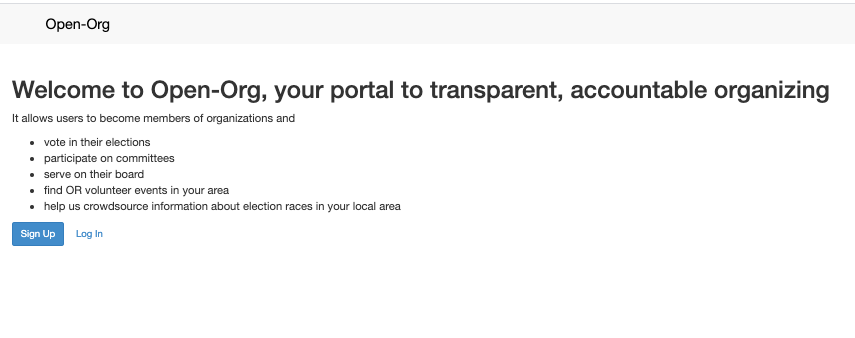 Open-Org
Welcome to Open-Org, your portal to transparent, accountable organizing
It allows users to become members of organizations and
vote in their elections
participate on committees
serve on their board
find OR volunteer events in your area
help us crowdsource information about election races in your local area
Sign Up Log In